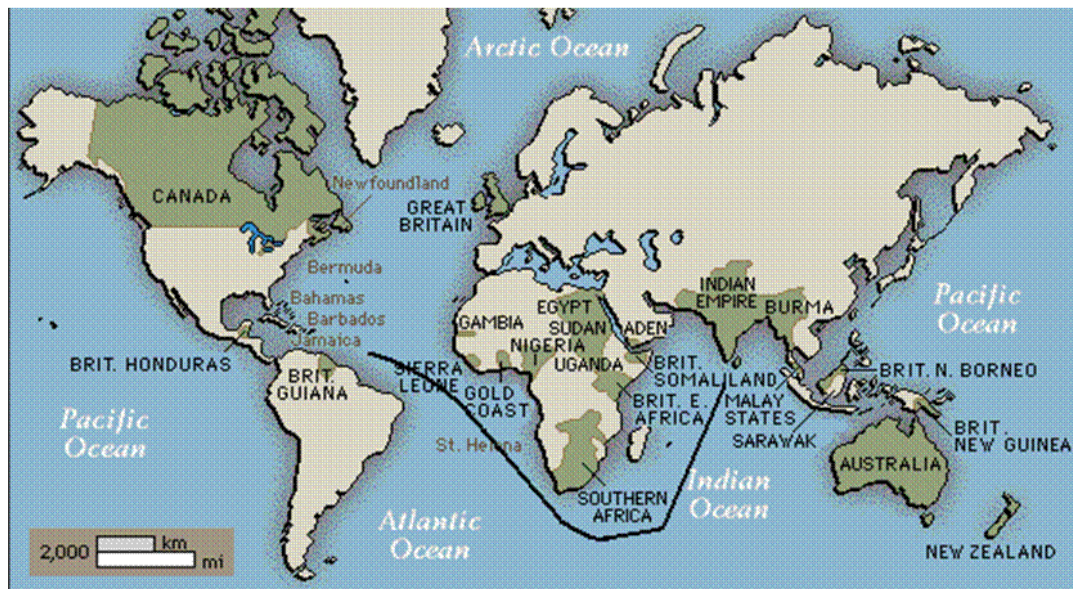 Arctic Ocean
CANADA
Newfoundland
GREAT
BRITAIN
Bermuda
Bahamas
Barbados
Jamaica
BRIT. HONDURAS
BRIT.
GUIANA
Pacific
Ocean
GAMBIA
EGYPT
SUDAN
ADEN
NIGERIA
UGANDA
SIERRA
LEONE
GOLD
COAST
BRIT.
SOMALILAND
BRIT. E.
AFRICA
INDIAN
EMPIRE
BURMA
Pacific
Ocean
MALAY
STATES
SARAWAK
BRIT. N. BORNEO
BRIT.
NEW GUINEA
AUSTRALIA
St. Helena
SOUTHERN
AFRICA
Indian
Ocean
Atlantic
Ocean
NEW ZEALAND
2,000
km
mi